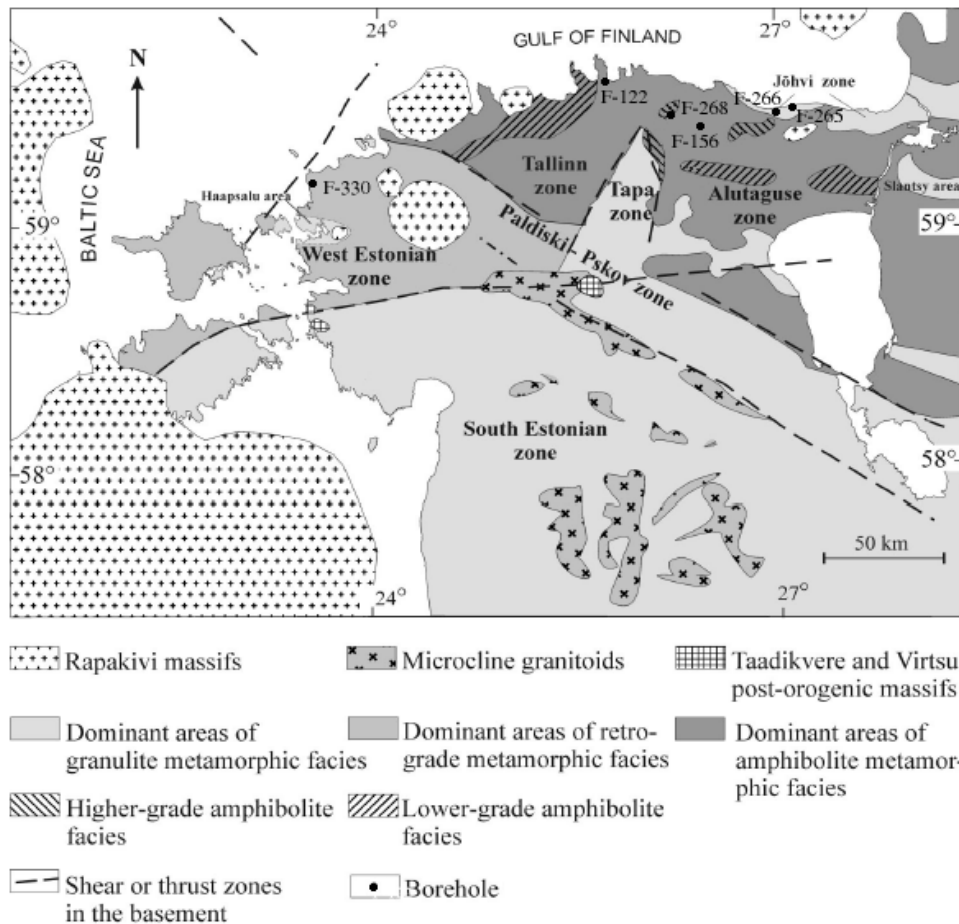 24°
27°
GULF OF FINLAND
N
Jõhvi zone
F-122
F-266
F-268
F-265
F-156
BALTIC SEA
F-330
Haapsalu area
Tallinn
zone
Tapa
zone
Alutaguse
zone
Slantsy area
59°
59°
West Estonian
zone
Paldiski - Pskov zone
South Estonian
zone
58°
58°
50 km
24°
27°
Rapakivi massifs
Microcline granitoids
Taadikvere and Virtsu
post-orogenic massifs
Dominant areas of
granulite metamorphic facies
Dominant areas of retro-
grade metamorphic facies
Dominant areas of
amphibolite metamor-
phic facies
Higher-grade amphibolite
facies
Lower-grade amphibolite
facies
Shear or thrust zones
in the basement
Borehole